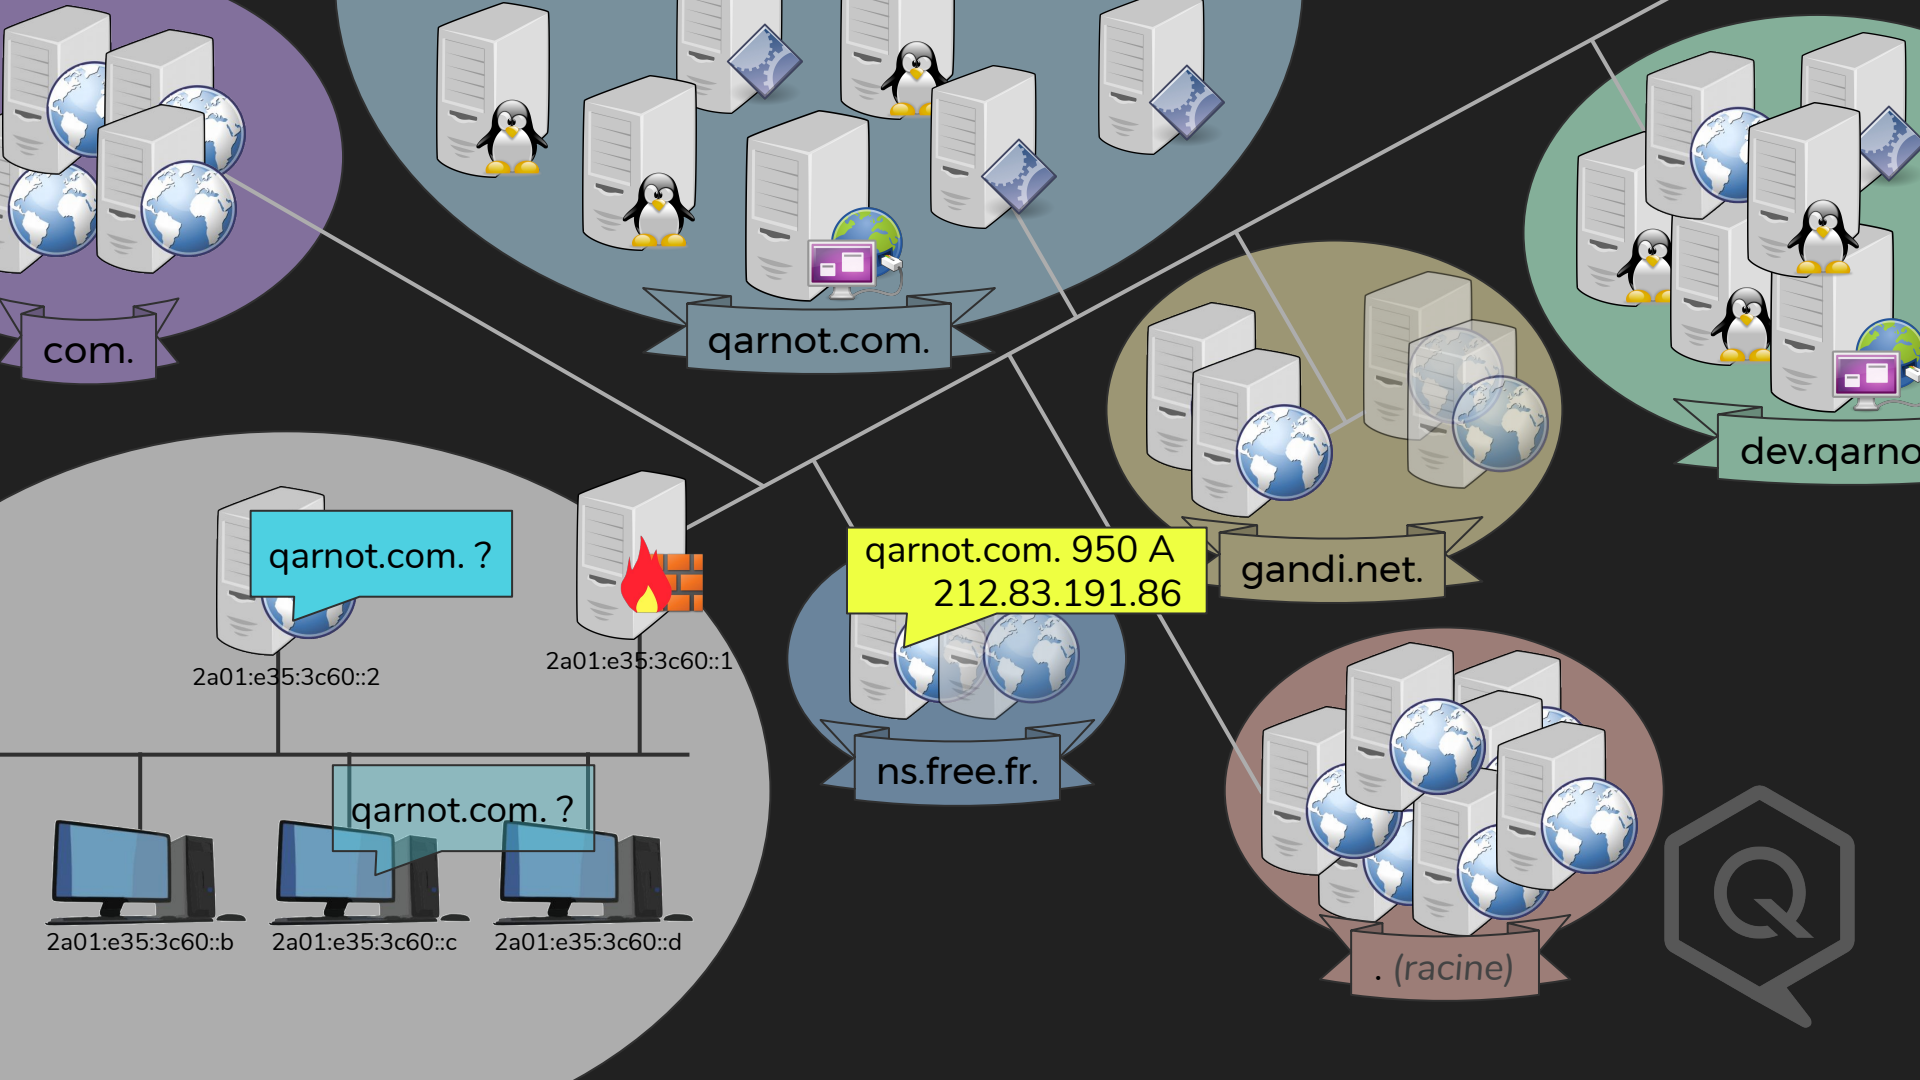 com.
qarnot.com.
dev.qarno
qarnot.com. ?
qarnot.com. 950 A
212.83.191.86
gandi.net.
2a01:e35:3c60::2
2a01:e35:3c60::1
ns.free.fr.
qarnot.com. ?
2a01:e35:3c60::b
2a01:e35:3c60::c
2a01:e35:3c60::d
. (racine)